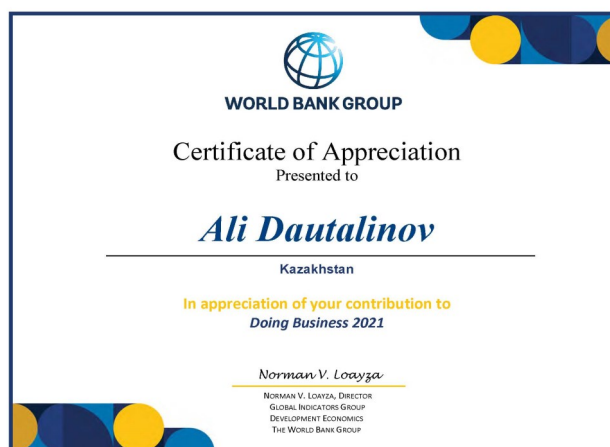 WORLD BANK GROUP
Certificate of Appreciation
Presented to
Ali Dautalinov
Kazakhstan
In appreciation of your contribution to
Doing Business 2021
Norman V. Loayza
NORMAN V. LOAYZA, DIRECTOR
GLOBAL INDICATORS GROUP
DEVELOPMENT ECONOMICS
THE WORLD BANK GROUP